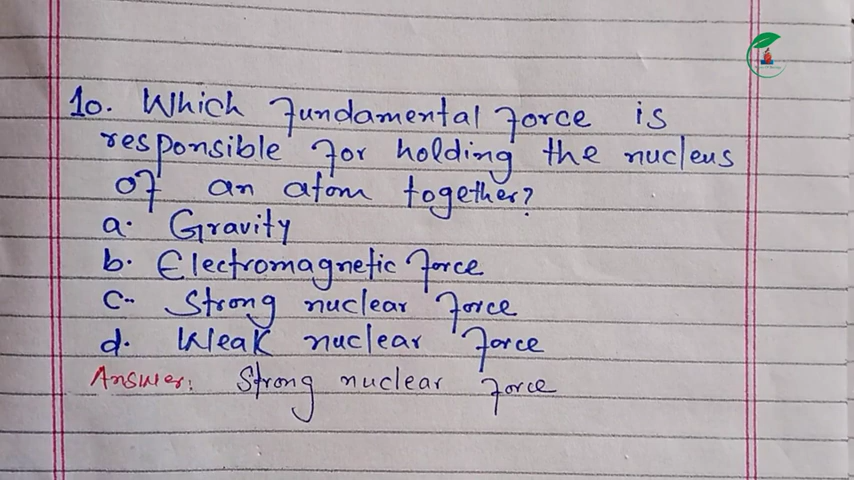 10. Which fundamental force is
responsible for holding the nucleus
of an atom together?
a. Gravity
b. Electromagnetic force
c. Strong nuclear force
d. Weak nuclear force
Answer: Strong nuclear force